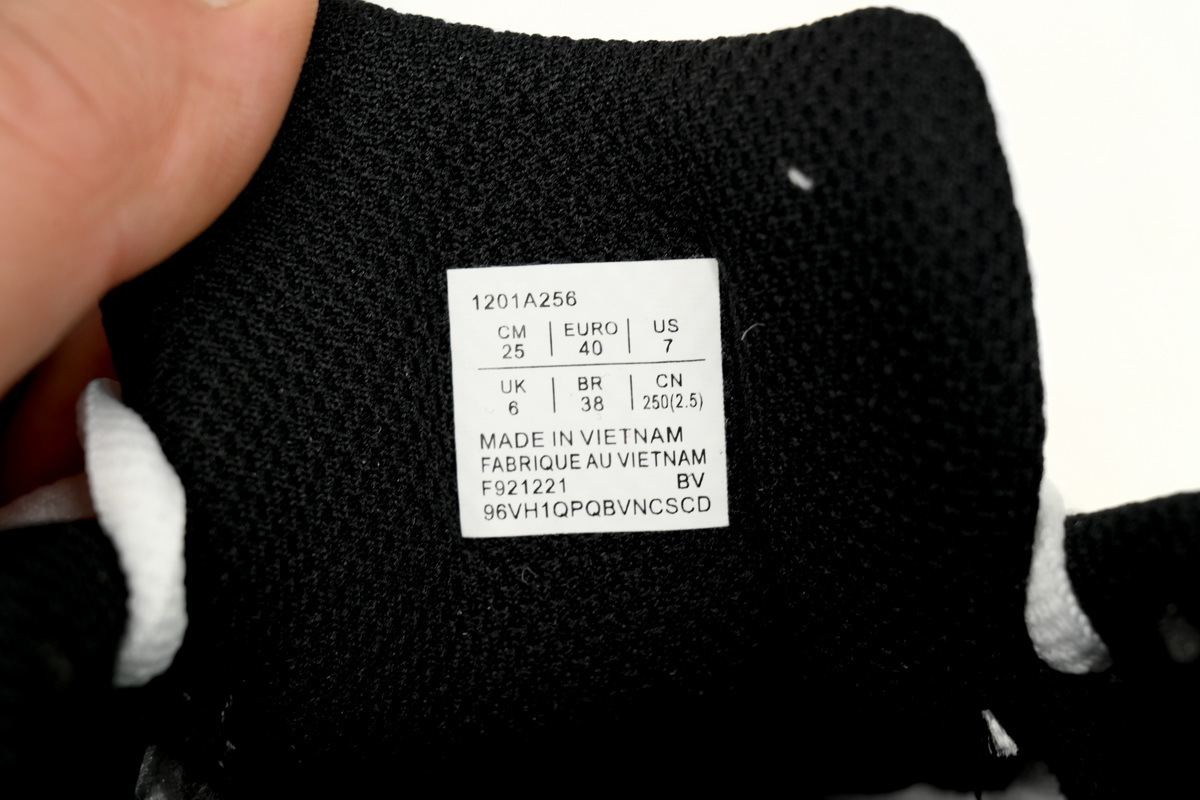 1201A256
CM | EURO | US
25 | 40 | 7
UK | BR | CN
6 | 38 | 250(2.5)
MADE IN VIETNAM
FABRIQUE AU VIETNAM
F921221 BV
96VH1QPQBVNCSCD